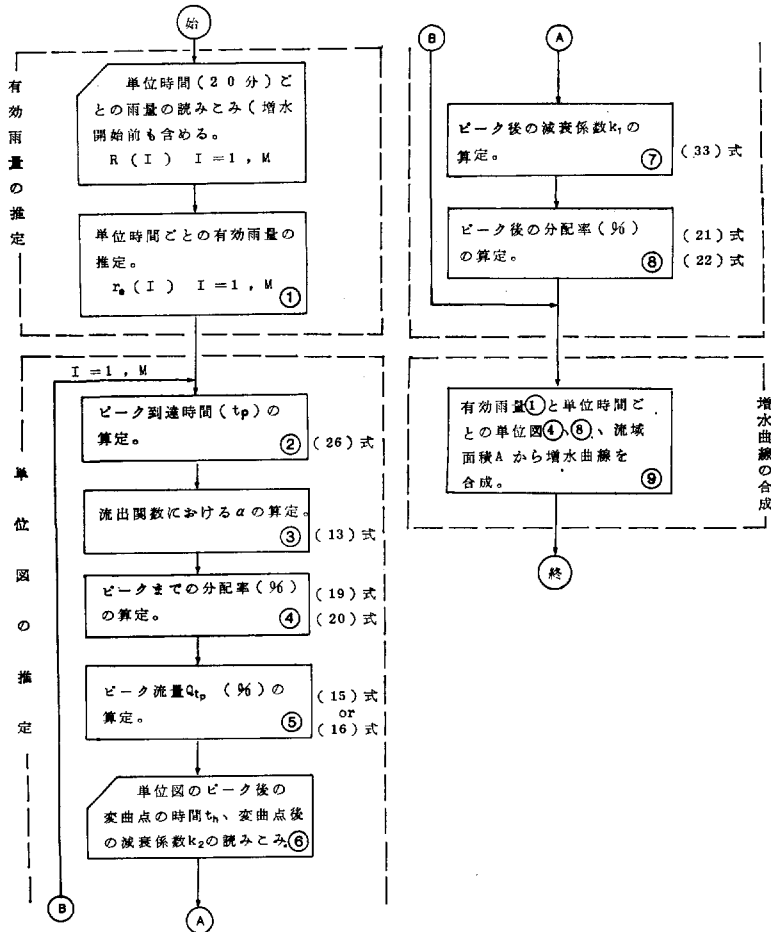 始
有効雨量の推定
単位時間(20分)ご
との雨量の読みこみ(増水
開始前も含める。
R(I) I=1,M
単位時間ごとの有効雨量の
推定。
re(I) I=1,M
①
単位図の推定
I=1,M
ピーク到達時間(tp)の
算定。
② (26)式
流出関数におけるαの算定。
③ (13)式
ピークまでの分配率(%)
の算定。
④ (19)式
(20)式
ピーク流量Qtp (%)の
算定。
⑤ (15)式
or
(16)式
単位図のピーク後の
変曲点の時間th、変曲点後
の減衰係数k2の読みこみ。⑥
B
A
B
A
ピーク後の減衰係数k1の
算定。
⑦ (33)式
ピーク後の分配率(%)
の算定。
⑧ (21)式
(22)式
増水曲線の合成
有効雨量①と単位時間ご
との単位図④、⑧、流域
面積Aから増水曲線を
合成。
⑨
終